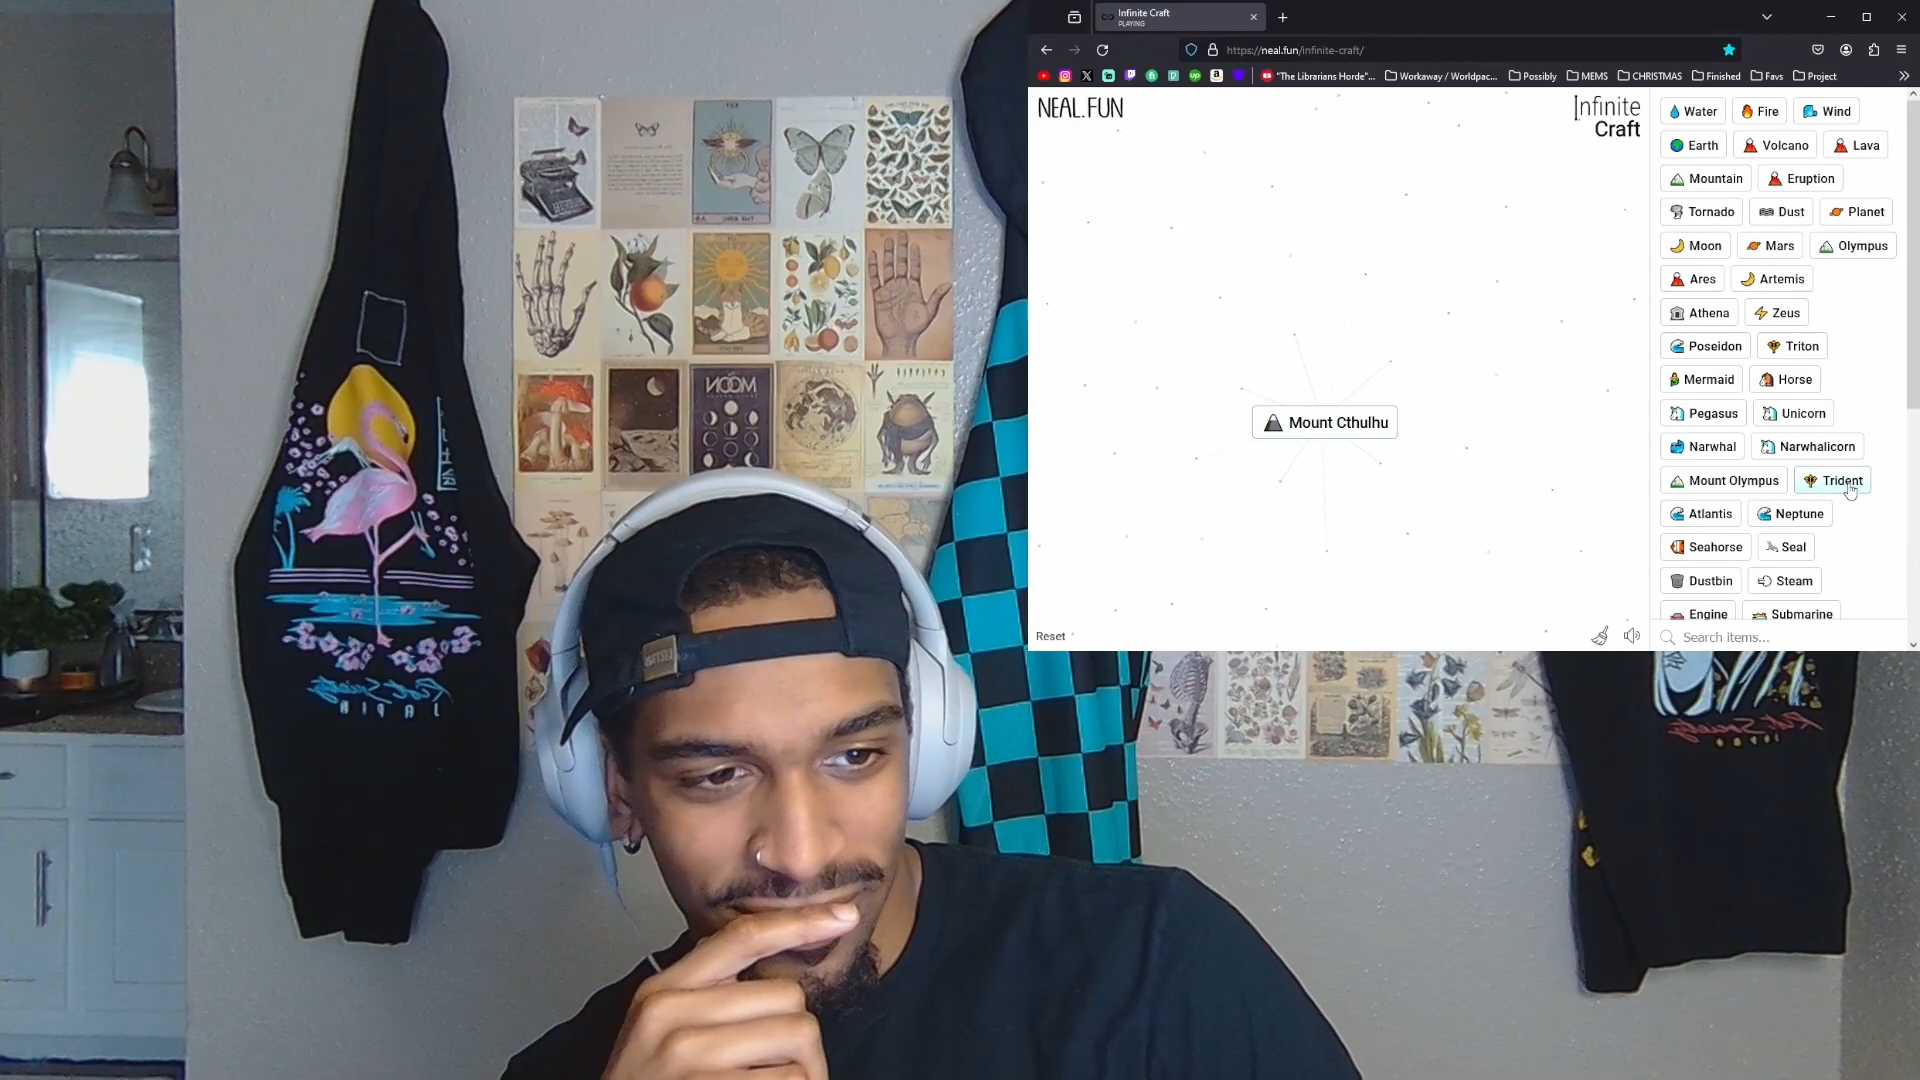 Infinite Craft
PLAYING
https://neal.fun/infinite-craft/
"The Librarians Horde"...
Workaway / Worldpac...
Possibly
MEMS
CHRISTMAS
Finished
Favs
Project
NEAL.FUN
Infinite
Craft
Water
Fire
Wind
Earth
Volcano
Lava
Mountain
Eruption
Tornado
Dust
Planet
Moon
Mars
Olympus
Ares
Artemis
Athena
Zeus
Poseidon
Triton
Mermaid
Horse
Pegasus
Unicorn
Narwhal
Narwhalicorn
Mount Olympus
Trident
Atlantis
Neptune
Seahorse
Seal
Dustbin
Steam
Engine
Submarine
Mount Cthulhu
Reset
Search items...
MOON